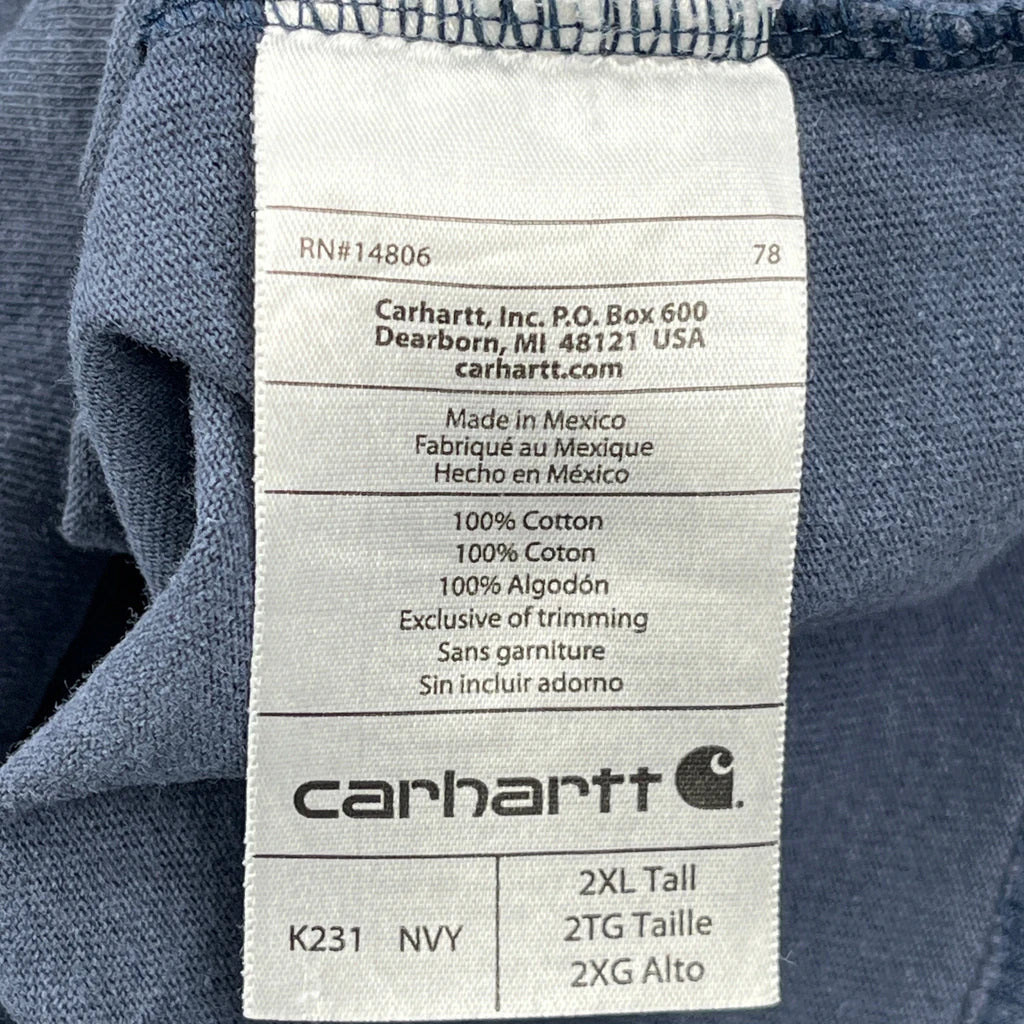 RN#14806 78
Carhartt, Inc. P.O. Box 600
Dearborn, MI 48121 USA
carhartt.com
Made in Mexico
Fabriqué au Mexique
Hecho en México
100% Cotton
100% Coton
100% Algodón
Exclusive of trimming
Sans garniture
Sin incluir adorno
carhartt
K231 NVY
2XL Tall
2TG Taille
2XG Alto